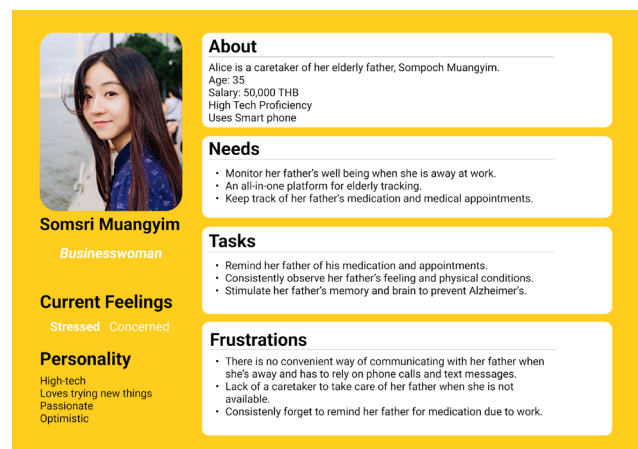 Somsri Muangyim
Businesswoman
Current Feelings
Stressed Concerned
Personality
High-tech
Loves trying new things
Passionate
Optimistic
About
Alice is a caretaker of her elderly father, Sompoch Muangyim.
Age: 35
Salary: 50,000 THB
High Tech Proficiency
Uses Smart phone
Needs
• Monitor her father's well being when she is away at work.
• An all-in-one platform for elderly tracking.
• Keep track of her father's medication and medical appointments.
Tasks
• Remind her father of his medication and appointments.
• Consistently observe her father's feeling and physical conditions.
• Stimulate her father's memory and brain to prevent Alzheimer's.
Frustrations
• There is no convenient way of communicating with her father when
she's away and has to rely on phone calls and text messages.
• Lack of a caretaker to take care of her father when she is not
available.
• Consistenly forget to remind her father for medication due to work.